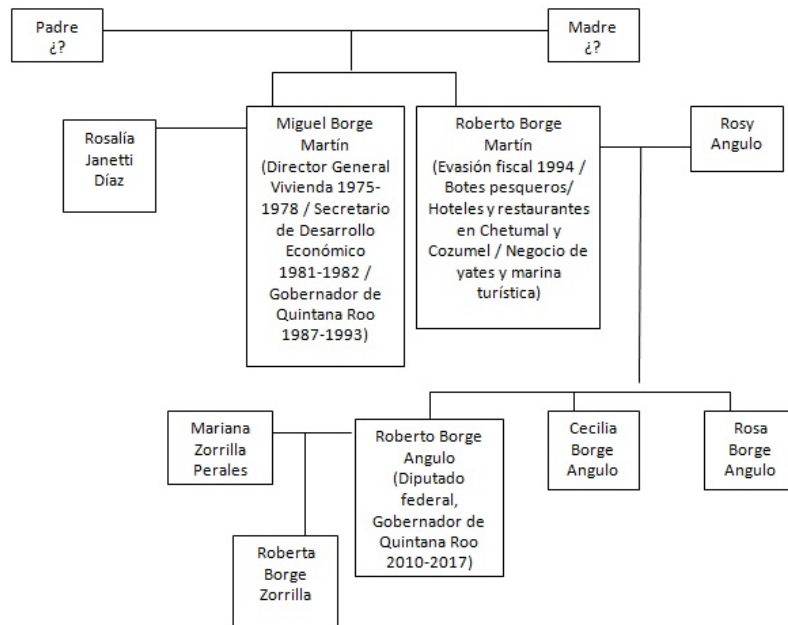 Padre
¿?
Madre
¿?
Rosalía
Janetti
Díaz
Miguel Borge
Martín
(Director General
Vivienda 1975-
1978 / Secretario
de Desarrollo
Económico
1981-1982 /
Gobernador de
Quintana Roo
1987-1993)
Roberto Borge
Martín
(Evasión fiscal 1994 /
Botes pesqueros/
Hoteles y restaurantes
en Chetumal y
Cozumel / Negocio de
yates y marina
turística)
Rosy
Angulo
Mariana
Zorrilla
Perales
Roberto Borge
Angulo
(Diputado
federal,
Gobernador de
Quintana Roo
2010-2017)
Cecilia
Borge
Angulo
Rosa
Borge
Angulo
Roberta
Borge
Zorrilla